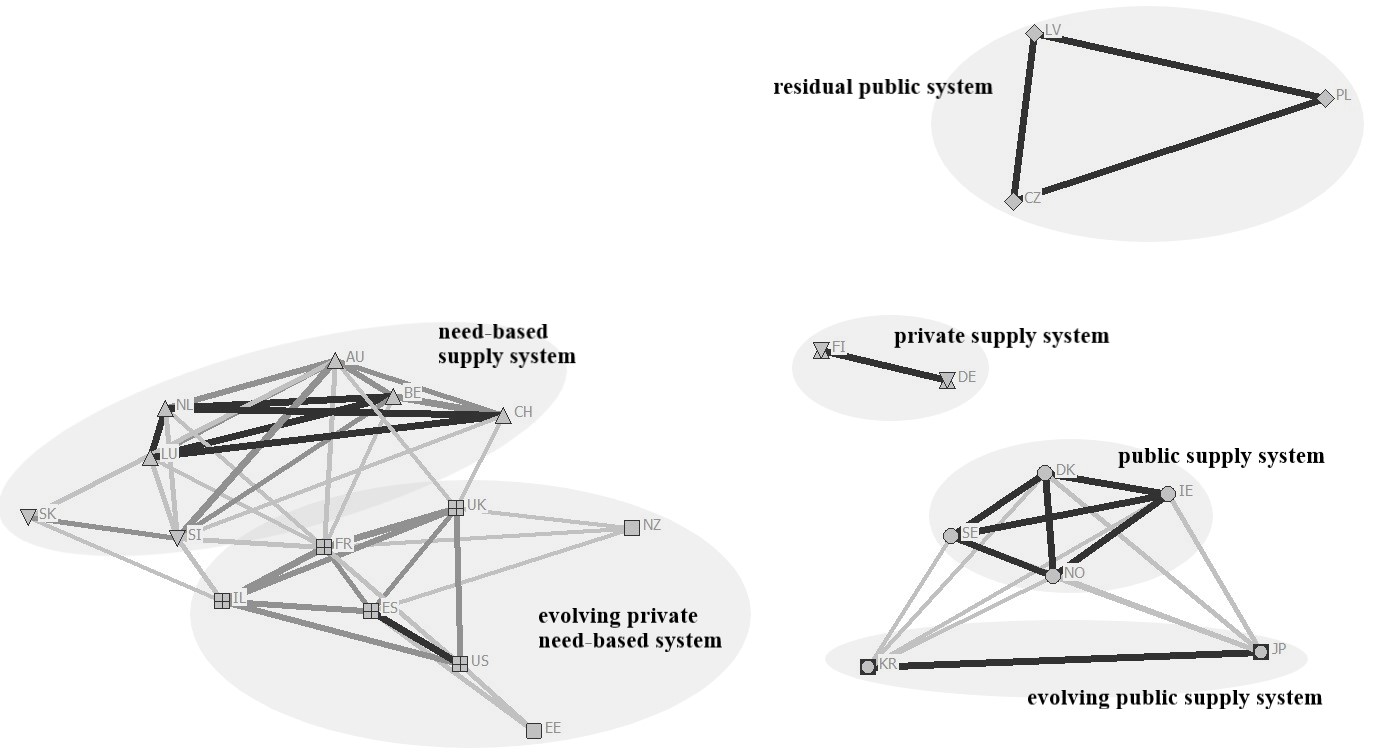 LV
residual public system
PL
CZ
need-based
supply system
private supply system
FI
DE
AU
BE
NL
CH
LU
public supply system
DK
IE
SK
SI
UK
NZ
SE
FR
NO
IL
ES
evolving private
need-based system
US
KR
JP
evolving public supply system
EE